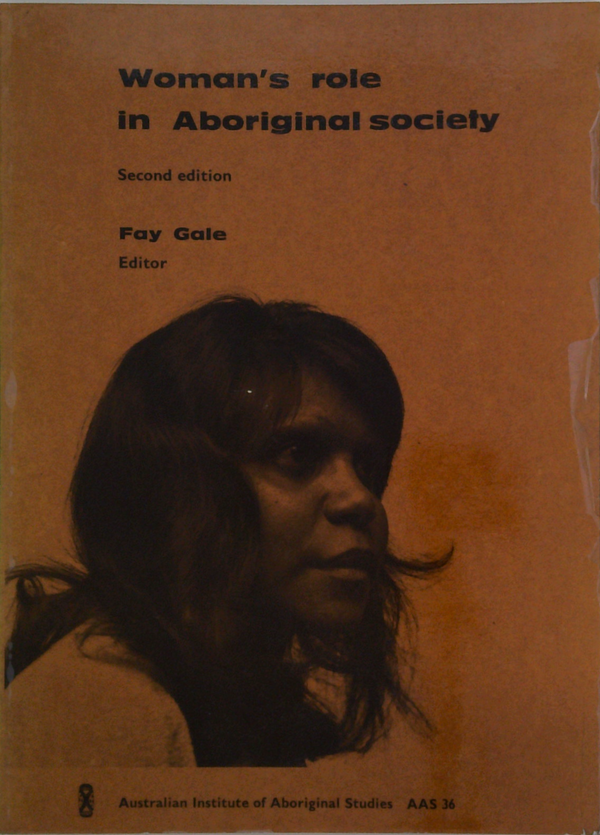 Woman's role
in Aboriginal society
Second edition
Fay Gale
Editor
Australian Institute of Aboriginal Studies AAS 36